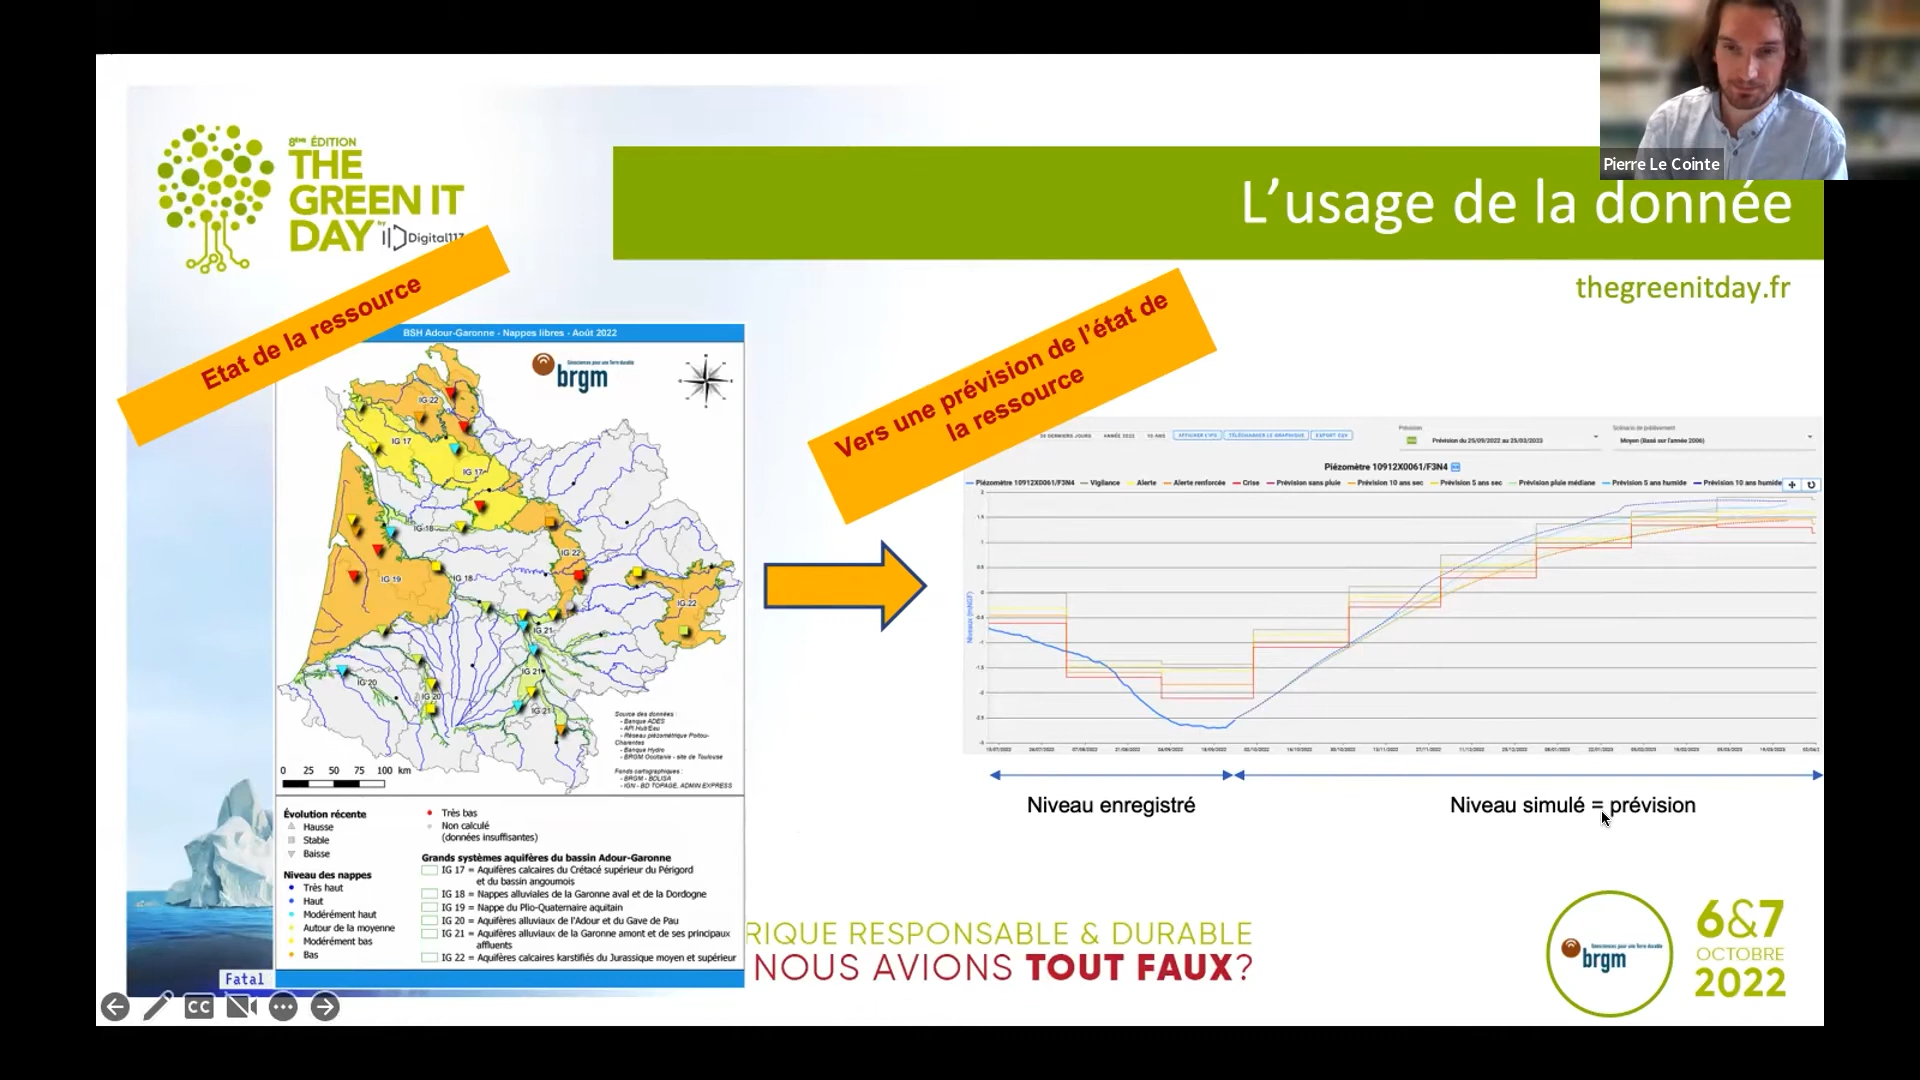 Pierre Le Cointe
8ÈME ÉDITION
THE
GREEN IT
DAY
by
Digital113
L'usage de la donnée
thegreenitday.fr
Etat de la ressource
Vers une prévision de l'état de
la ressource
BSH Adour-Garonne - Nappes libres - Août 2022
Géosciences pour une Terre durable
brgm
IG 22
IG 17
IG 17
IG 18
IG 22
IG 19
IG 18
IG 22
IG 21
IG 21
IG 20
IG 20
IG 21
Source des données :
- Banque ADES
- API Hub'Eau
- Réseau piézométrique Poitou-
Charentes
- Banque Hydro
- BRGM Occitanie - site de Toulouse
Fonds cartographiques :
- BRGM - BDLISA
- IGN - BD TOPAGE, ADMIN EXPRESS
0 25 50 75 100 km
Évolution récente
Hausse
Stable
Baisse
Niveau des nappes
Très haut
Haut
Modérément haut
Autour de la moyenne
Modérément bas
Bas
Très bas
Non calculé
(données insuffisantes)
Grands systèmes aquifères du bassin Adour-Garonne
IG 17 = Aquifères calcaires du Crétacé supérieur du Périgord
et du bassin angoumois
IG 18 = Nappes alluviales de la Garonne aval et de la Dordogne
IG 19 = Nappe du Plio-Quaternaire aquitain
IG 20 = Aquifères alluviaux de l'Adour et du Gave de Pau
IG 21 = Aquifères alluviaux de la Garonne amont et de ses principaux
affluents
IG 22 = Aquifères calcaires karstifiés du Jurassique moyen et supérieur
30 DERNIERS JOURS ANNÉE 2022 10 ANS AFFICHER L'IPS TÉLÉCHARGER LE GRAPHIQUE EXPORT CSV
Prévision
Prévision du 25/09/2022 au 25/03/2023
Scénario de prélèvement
Moyen (Basé sur l'année 2006)
Piézomètre 10912X0061/F3N4
Piézomètre 10912X0061/F3N4 Vigilance Alerte Alerte renforcée Crise Prévision sans pluie Prévision 10 ans sec Prévision 5 ans sec Prévision pluie médiane Prévision 5 ans humide Prévision 10 ans humide
Niveaux (mNGF)
Niveau enregistré
Niveau simulé = prévision
RIQUE RESPONSABLE & DURABLE
NOUS AVIONS TOUT FAUX?
Fatal
CC
Géosciences pour une Terre durable
brgm
6&7
OCTOBRE
2022